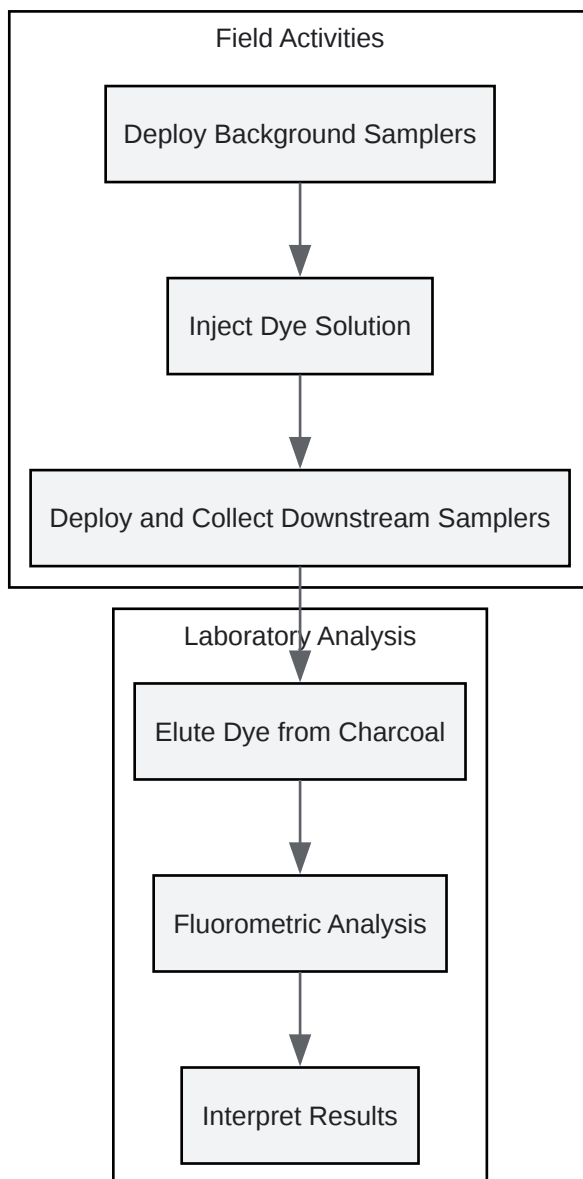 Field Activities
Deploy Background Samplers
Inject Dye Solution
Deploy and Collect Downstream Samplers
Laboratory Analysis
Elute Dye from Charcoal
Fluorometric Analysis
Interpret Results